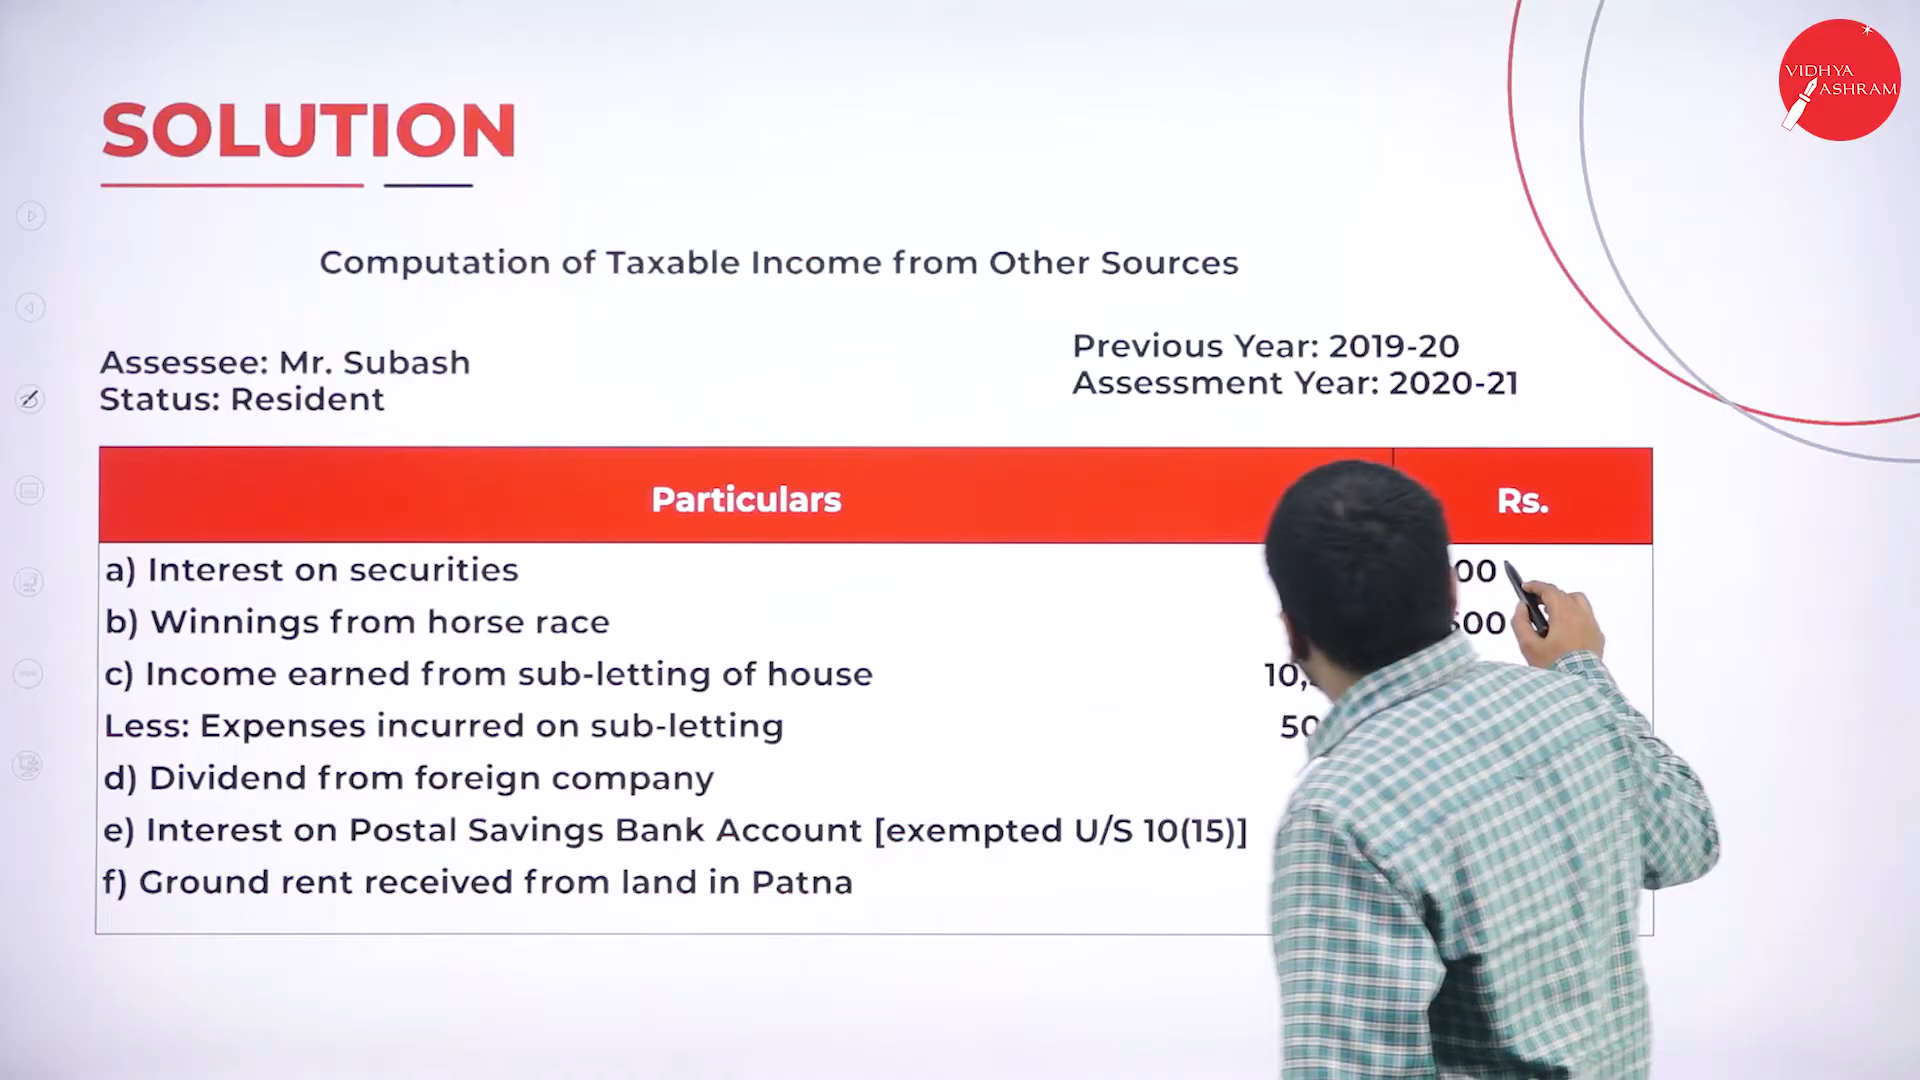 VIDHYA
ASHRAM
SOLUTION
Computation of Taxable Income from Other Sources
Assessee: Mr. Subash
Status: Resident
Previous Year: 2019-20
Assessment Year: 2020-21
Particulars Rs.
a) Interest on securities
b) Winnings from horse race
c) Income earned from sub-letting of house
Less: Expenses incurred on sub-letting
d) Dividend from foreign company
e) Interest on Postal Savings Bank Account [exempted U/S 10(15)]
f) Ground rent received from land in Patna